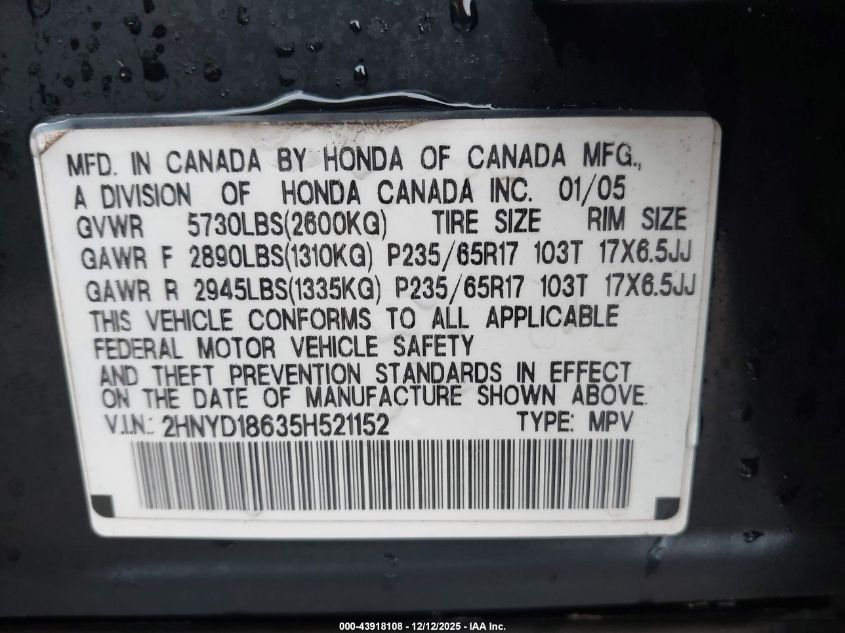 MFD. IN CANADA BY HONDA OF CANADA MFG.,
A DIVISION OF HONDA CANADA INC. 01/05
GVWR 5730LBS(2600KG) TIRE SIZE RIM SIZE
GAWR F 2890LBS(1310KG) P235/65R17 103T 17X6.5JJ
GAWR R 2945LBS(1335KG) P235/65R17 103T 17X6.5JJ
THIS VEHICLE CONFORMS TO ALL APPLICABLE
FEDERAL MOTOR VEHICLE SAFETY
AND THEFT PREVENTION STANDARDS IN EFFECT
ON THE DATE OF MANUFACTURE SHOWN ABOVE.
V.I.N.: 2HNYD18635H521152 TYPE: MPV
000-43918108 - 12/12/2025 - IAA Inc.